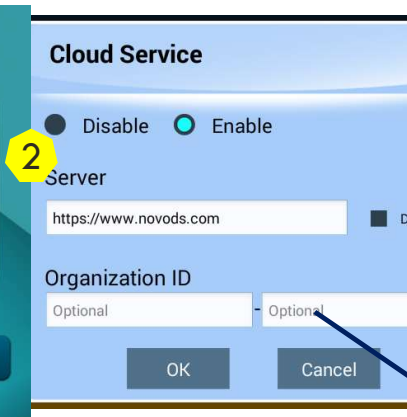 Cloud Service
Disable Enable
2
Server
https://www.novods.com
D
Organization ID
Optional - Optional
OK Cancel